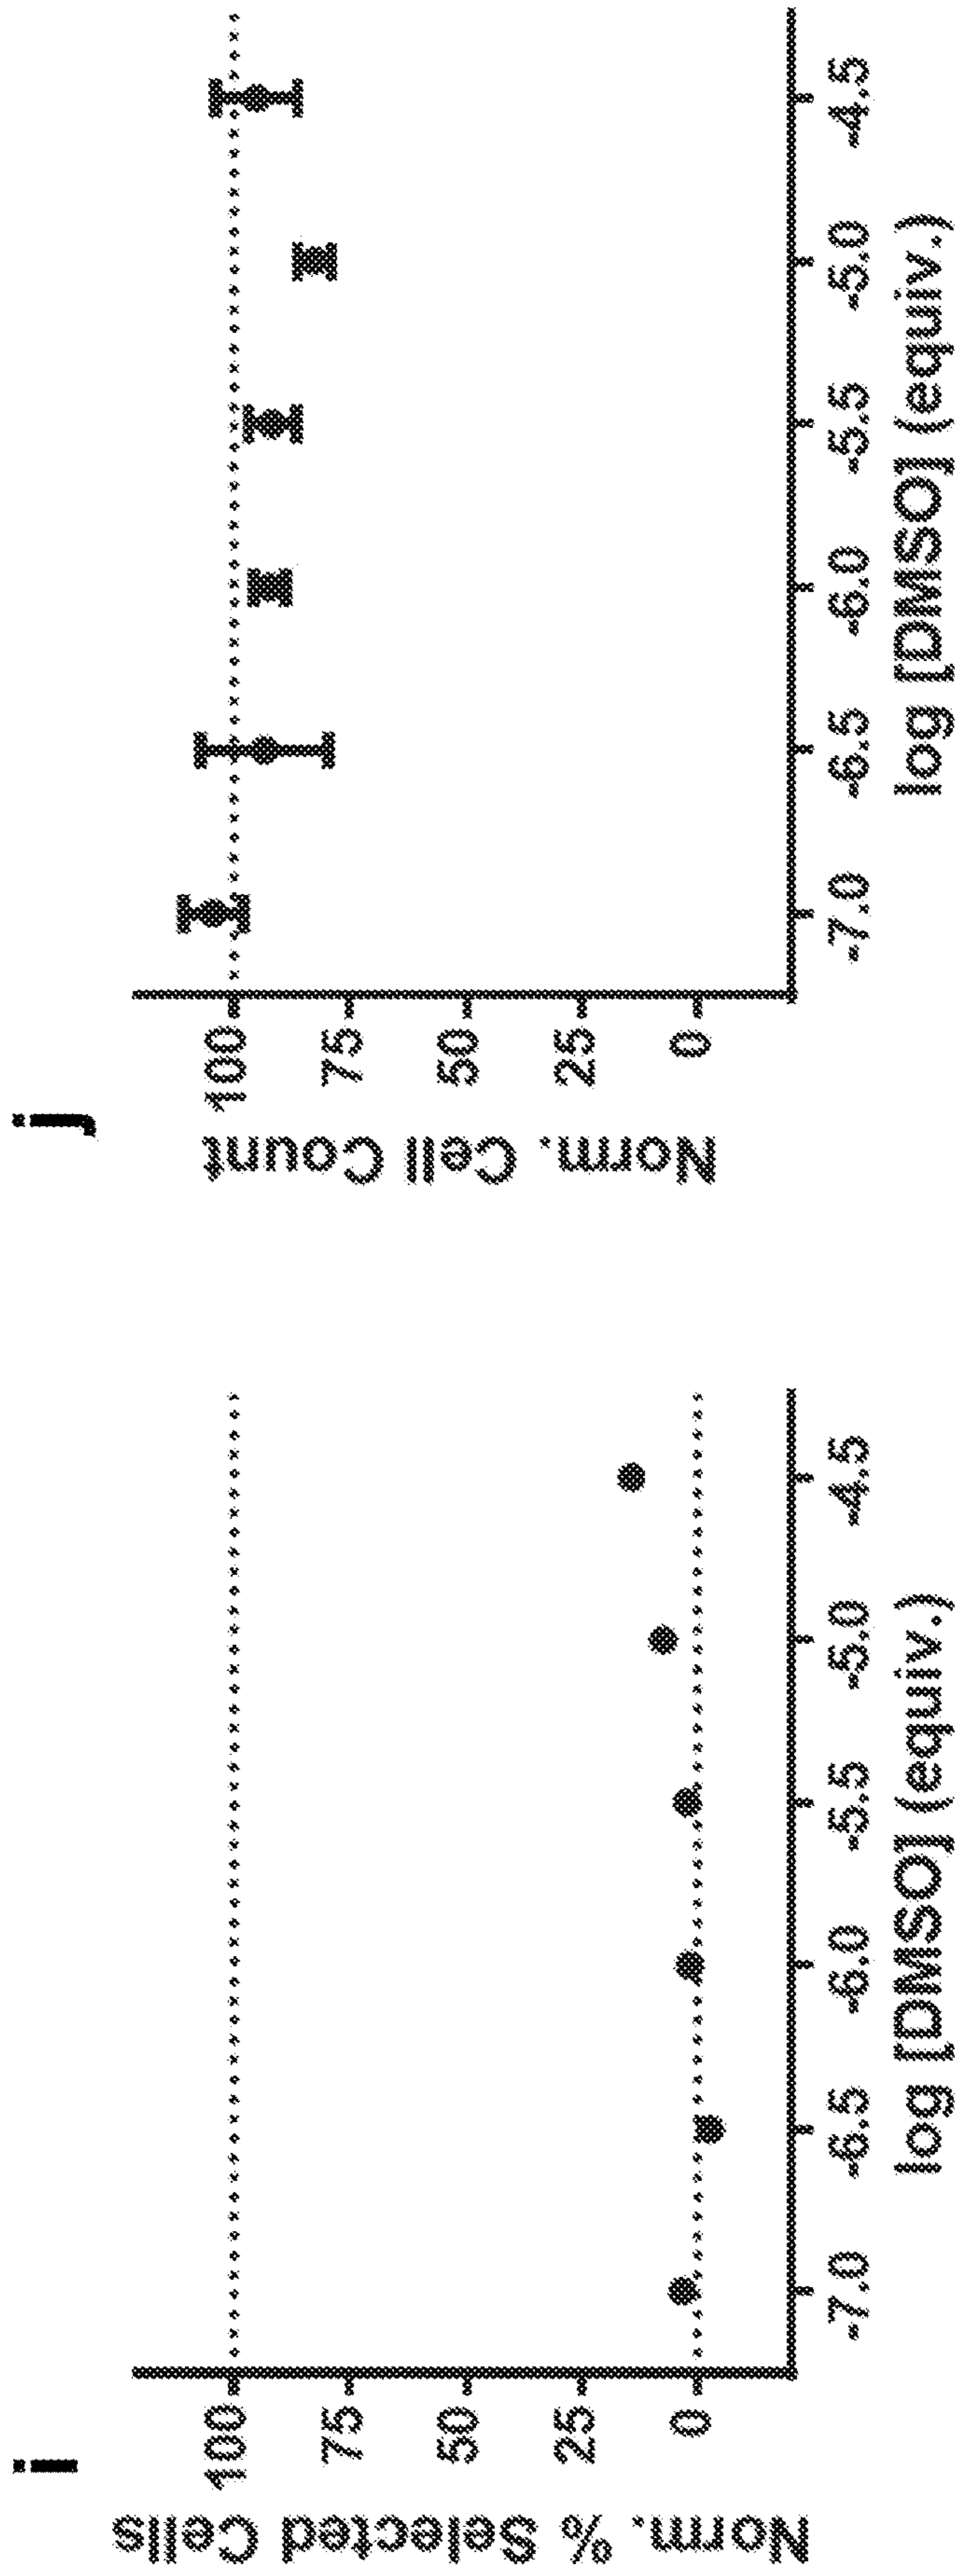 i
Norm. % Selected Cells
100
75
50
25
0
-7.0 -6.5 -6.0 -5.5 -5.0 -4.5
log [DMSO] (equiv.)
j
Norm. Cell Count
100
75
50
25
0
-7.0 -6.5 -6.0 -5.5 -5.0 -4.5
log [DMSO] (equiv.)